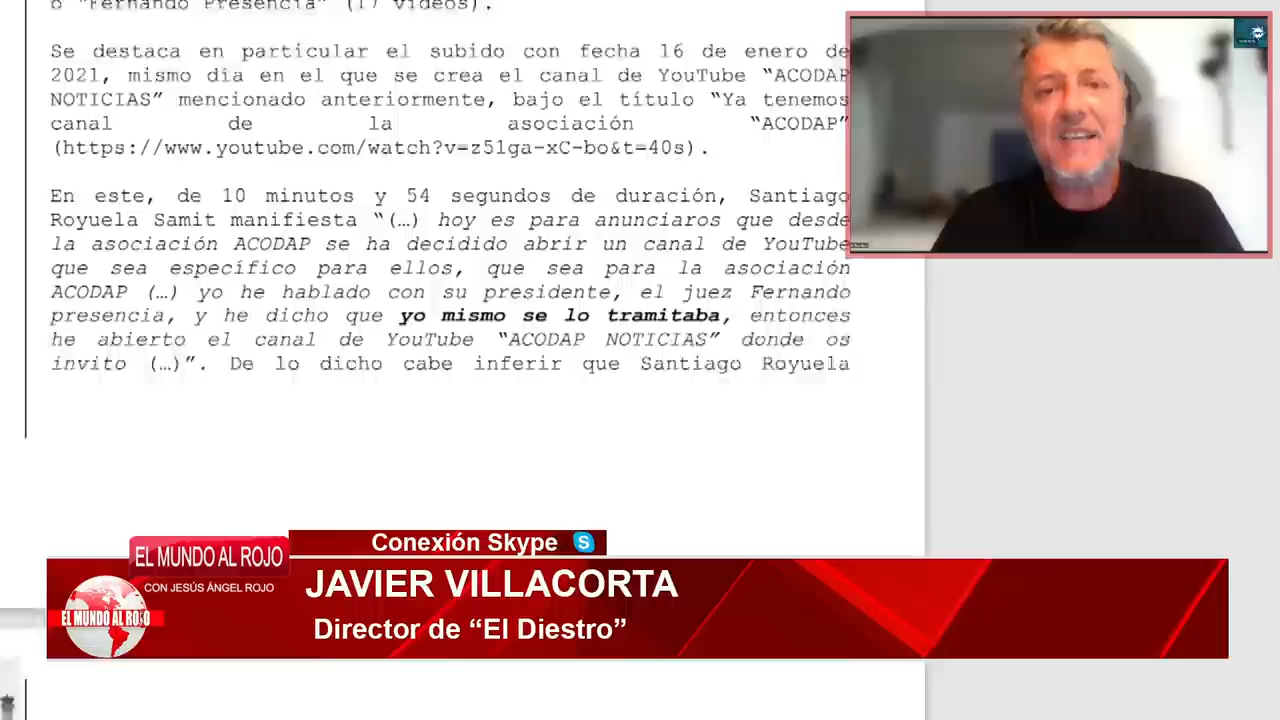 o "Fernando Presencia" (17 vídeos).
Se destaca en particular el subido con fecha 16 de enero de
2021, mismo día en el que se crea el canal de YouTube “ACODAP
NOTICIAS” mencionado anteriormente, bajo el título “Ya tenemos
canal de la asociación “ACODAP”
(https://www.youtube.com/watch?v=z5lga-xC-bo&t=40s).
En este, de 10 minutos y 54 segundos de duración, Santiago
Royuela Samit manifiesta “(…) hoy es para anunciaros que desde
la asociación ACODAP se ha decidido abrir un canal de YouTube
que sea específico para ellos, que sea para la asociación
ACODAP (…) yo he hablado con su presidente, el juez Fernando
presencia, y he dicho que yo mismo se lo tramitaba, entonces
he abierto el canal de YouTube “ACODAP NOTICIAS” donde os
invito (…)”. De lo dicho cabe inferir que Santiago Royuela
Conexión Skype
EL MUNDO AL ROJO
CON JESÚS ÁNGEL ROJO
EL MUNDO AL ROJO
JAVIER VILLACORTA
Director de “El Diestro”